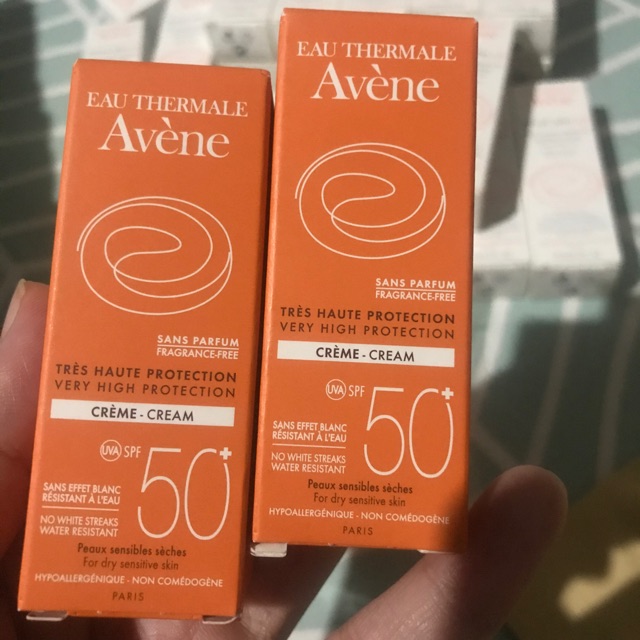 EAU THERMALE
Avène
SANS PARFUM
FRAGRANCE-FREE
TRÈS HAUTE PROTECTION
VERY HIGH PROTECTION
CRÈME - CREAM
UVA SPF 50+
SANS EFFET BLANC
RÉSISTANT À L'EAU
NO WHITE STREAKS
WATER RESISTANT
Peaux sensibles sèches
For dry sensitive skin
HYPOALLERGÉNIQUE - NON COMÉDOGÈNE
PARIS
EAU THERMALE
Avène
SANS PARFUM
FRAGRANCE-FREE
TRÈS HAUTE PROTECTION
VERY HIGH PROTECTION
CRÈME - CREAM
UVA SPF 50+
SANS EFFET BLANC
RÉSISTANT À L'EAU
NO WHITE STREAKS
WATER RESISTANT
Peaux sensibles sèches
For dry sensitive skin
HYPOALLERGÉNIQUE - NON COMÉDOGÈNE
PARIS